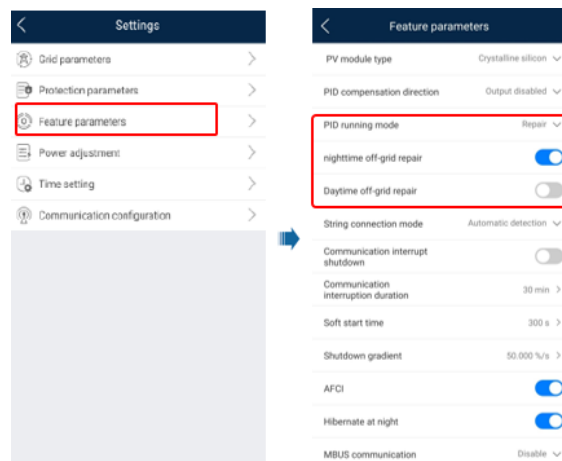 Settings
Grid parameters
Protection parameters
Feature parameters
Power adjustment
Time setting
Communication configuration
Feature parameters
PV module type
Crystalline silicon
PID compensation direction
Output disabled
PID running mode
Repair
nighttime off-grid repair
Daytime off-grid repair
String connection mode
Automatic detection
Communication interrupt
shutdown
Communication
interruption duration
30 min
Soft start time
300 s
Shutdown gradient
50.000 %/s
AFCI
Hibernate at night
MBUS communication
Disable